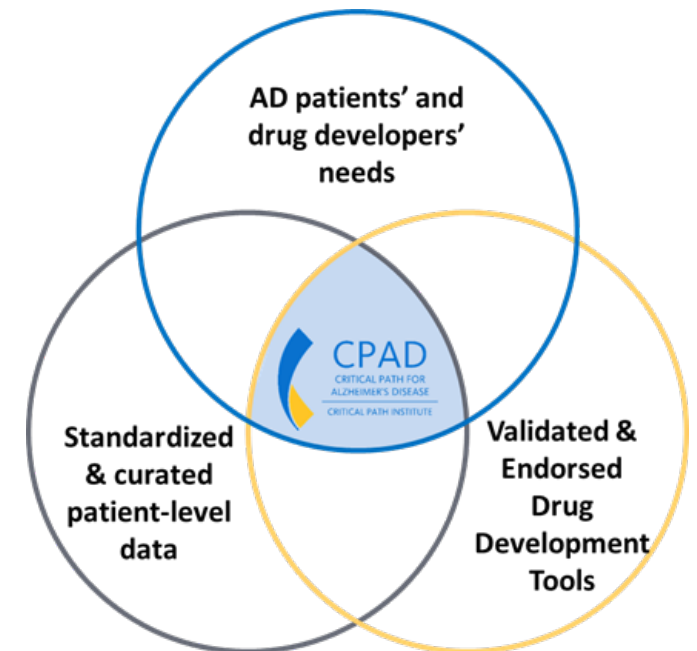 AD patients’ and
drug developers’
needs
CPAD
CRITICAL PATH FOR
ALZHEIMER'S DISEASE
CRITICAL PATH INSTITUTE
Standardized
& curated
patient-level
data
Validated &
Endorsed
Drug
Development
Tools